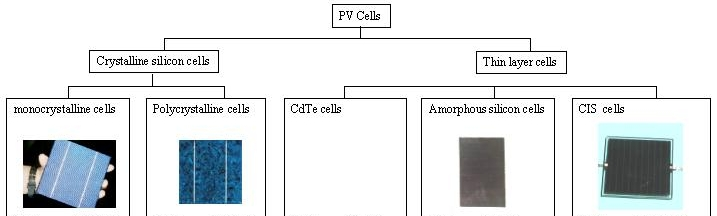 PV Cells
Crystalline silicon cells
Thin layer cells
monocrystalline cells
Polycrystalline cells
CdTe cells
Amorphous silicon cells
CIS cells